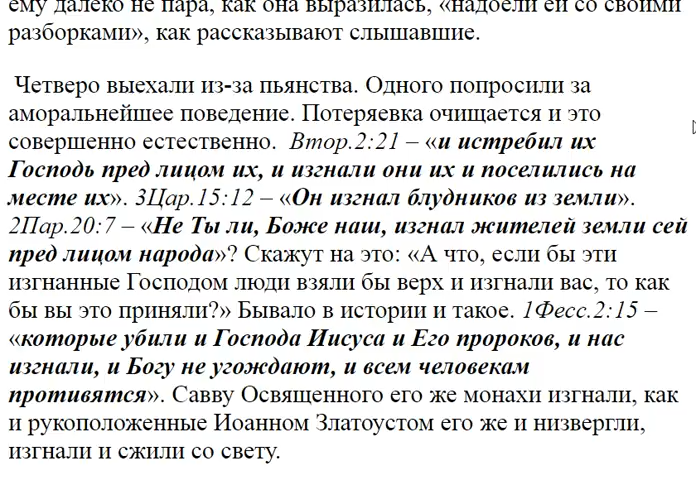 ему далеко не пара, как она выразилась, «надоели ей со своими
разборками», как рассказывают слышавшие.
Четверо выехали из-за пьянства. Одного попросили за
аморальнейшее поведение. Потеряевка очищается и это
совершенно естественно. Втор.2:21 – «и истребил их
Господь пред лицом их, и изгнали они их и поселились на
месте их». 3Цар.15:12 – «Он изгнал блудников из земли».
2Пар.20:7 – «Не Ты ли, Боже наш, изгнал жителей земли сей
пред лицом народа»? Скажут на это: «А что, если бы эти
изгнанные Господом люди взяли бы верх и изгнали вас, то как
бы вы это приняли?» Бывало в истории и такое. 1Фесс.2:15 –
«которые убили и Господа Иисуса и Его пророков, и нас
изгнали, и Богу не угождают, и всем человекам
противятся». Савву Освященного его же монахи изгнали, как
и рукоположенные Иоанном Златоустом его же и низвергли,
изгнали и сжили со свету.